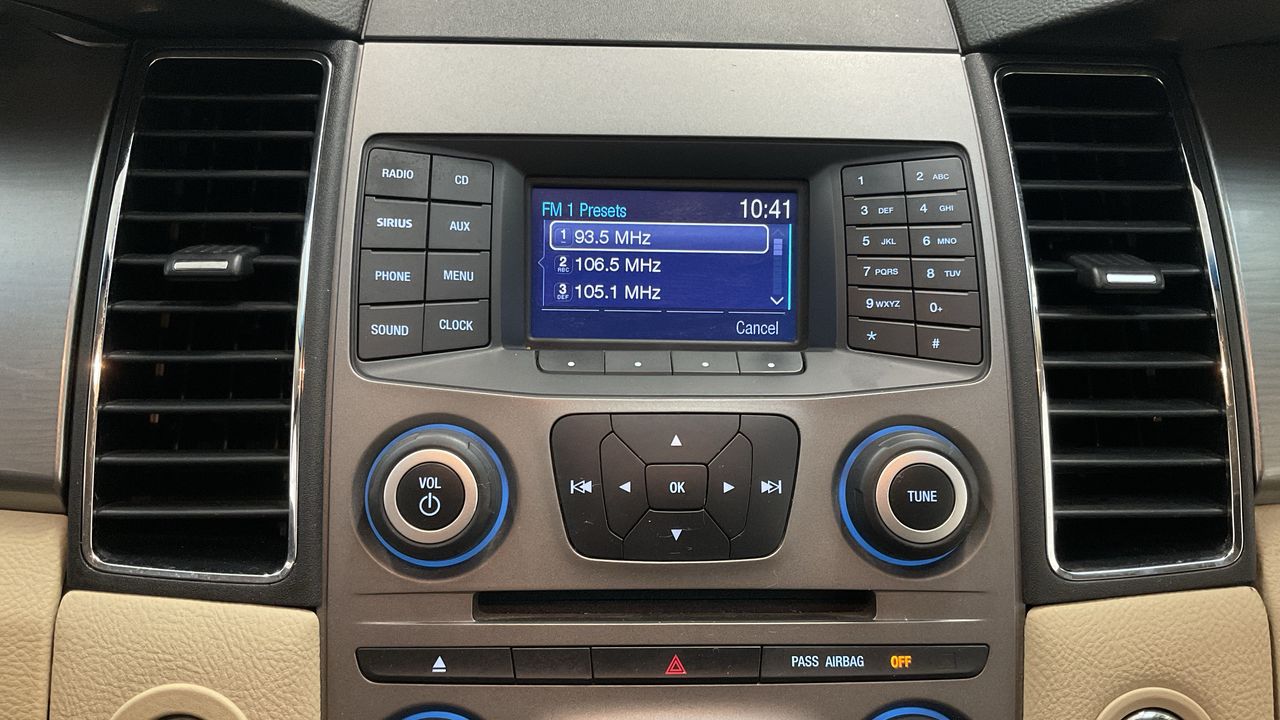 RADIO
CD
SIRIUS
AUX
PHONE
MENU
SOUND
CLOCK
FM 1 Presets 10:41
1 93.5 MHz
2 ABC 106.5 MHz
3 DEF 105.1 MHz
Cancel
1
2 ABC
3 DEF
4 GHI
5 JKL
6 MNO
7 PQRS
8 TUV
9 WXYZ
0+
*
#
VOL
OK
TUNE
PASS AIRBAG OFF